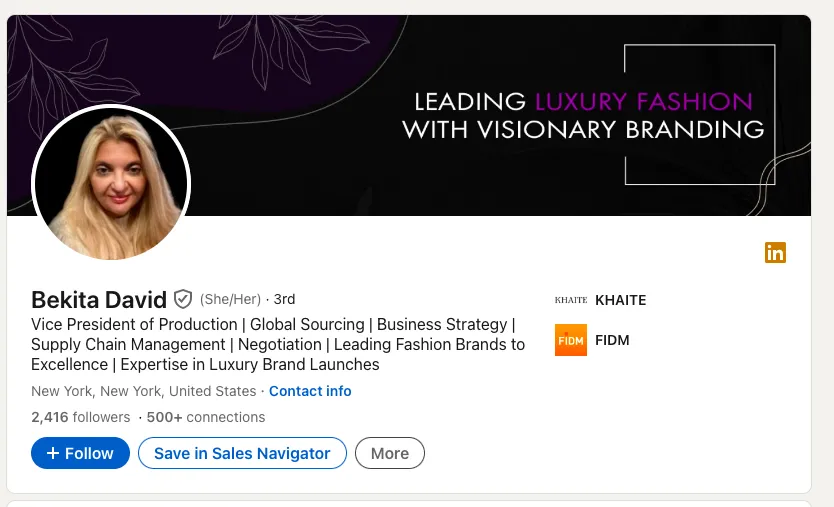 LEADING LUXURY FASHION
WITH VISIONARY BRANDING
in
Bekita David (She/Her) · 3rd
Vice President of Production | Global Sourcing | Business Strategy |
Supply Chain Management | Negotiation | Leading Fashion Brands to
Excellence | Expertise in Luxury Brand Launches
New York, New York, United States · Contact info
2,416 followers · 500+ connections
+ Follow
Save in Sales Navigator
More
KHAITE KHAITE
FIDM FIDM